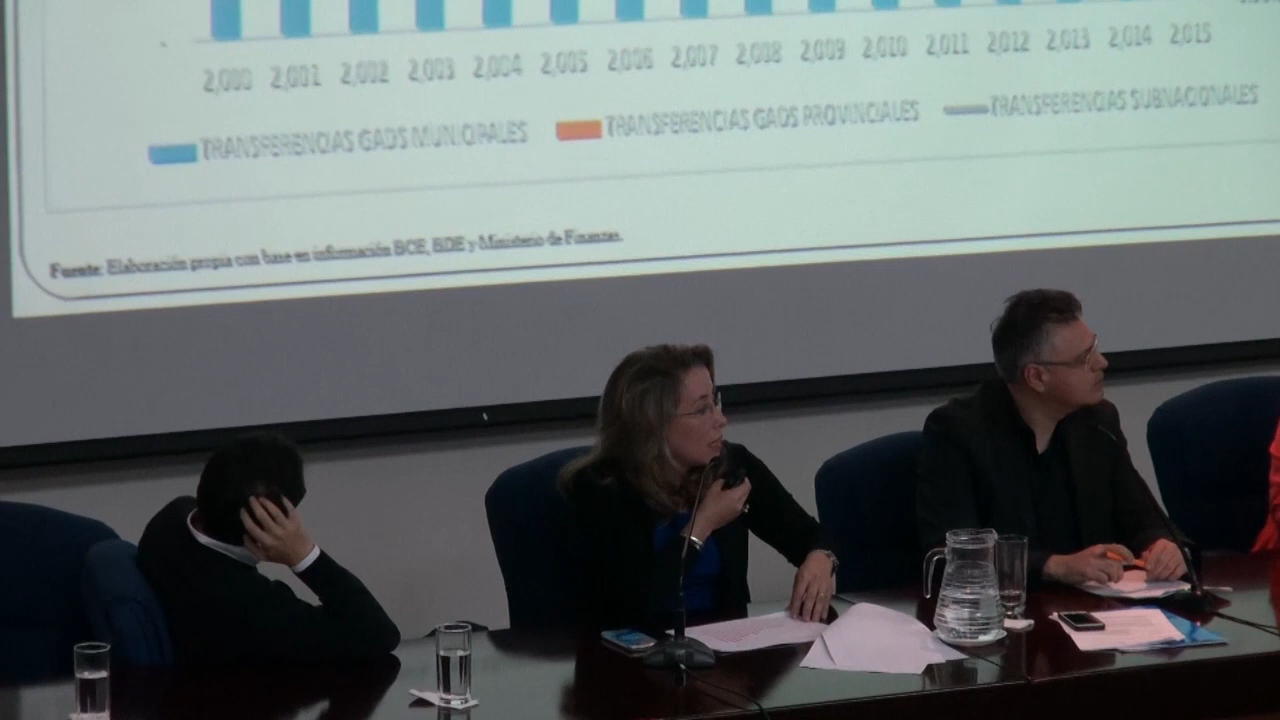 2,000 2,001 2,002 2,003 2,004 2,005 2,006 2,007 2,008 2,009 2,010 2,011 2,012 2,013 2,014 2,015
TRANSFERENCIAS GADS MUNICIPALES TRANSFERENCIAS GADS PROVINCIALES TRANSFERENCIAS SUBNACIONALES
Fuente: Elaboración propia con base en información BCE, BDE y Ministerio de Finanzas.